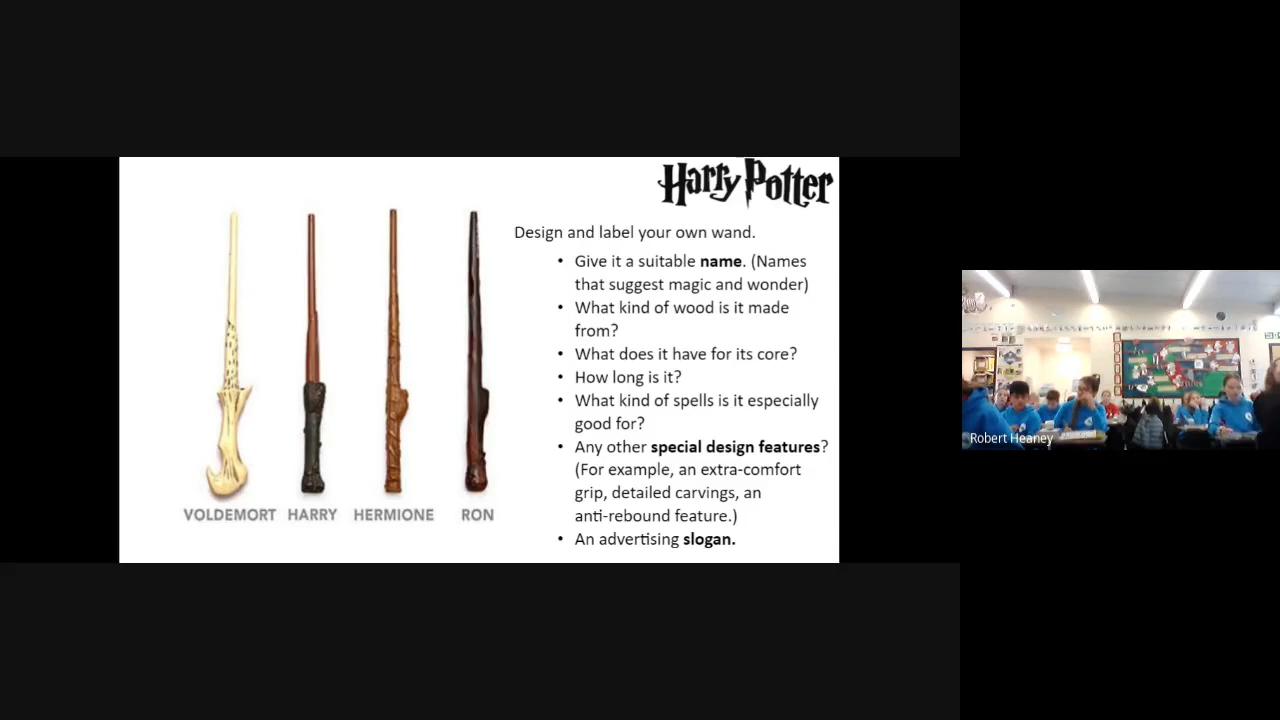 Harry Potter
Design and label your own wand.
• Give it a suitable name. (Names
that suggest magic and wonder)
• What kind of wood is it made
from?
• What does it have for its core?
• How long is it?
• What kind of spells is it especially
good for?
• Any other special design features?
(For example, an extra-comfort
grip, detailed carvings, an
anti-rebound feature.)
• An advertising slogan.
VOLDEMORT HARRY HERMIONE RON
Robert Heaney